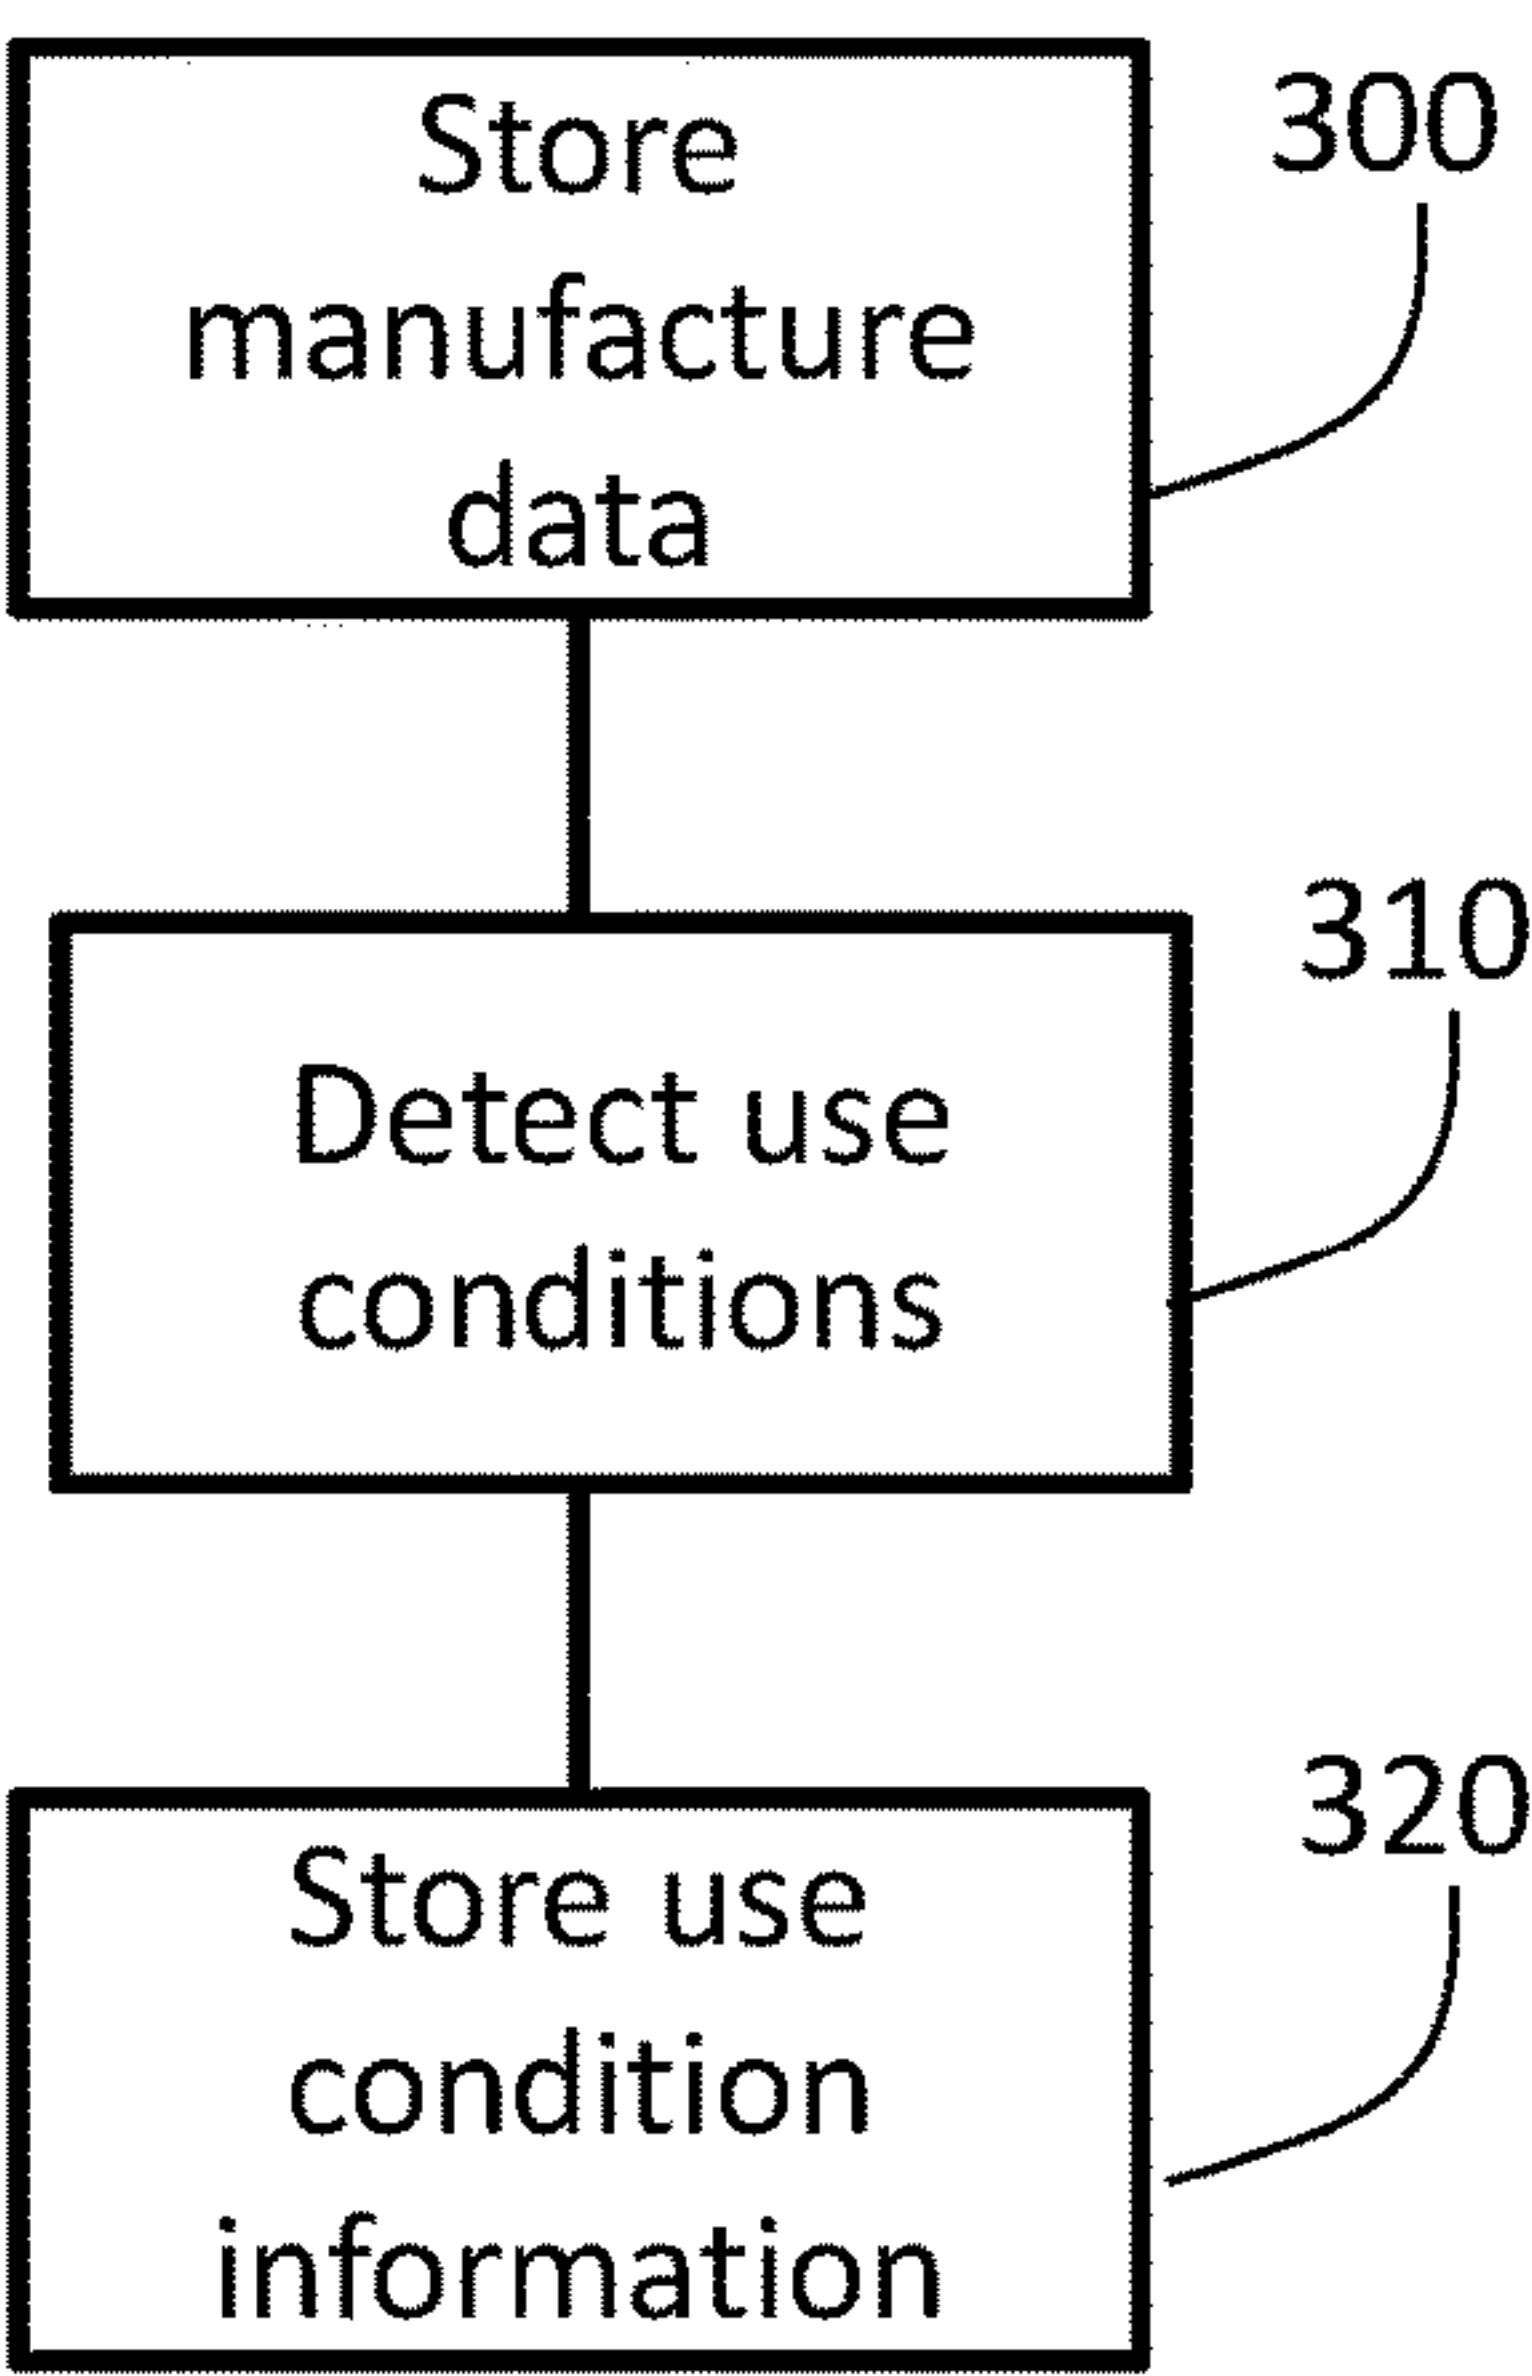 Store
manufacture
data
300
Detect use
conditions
310
Store use
condition
information
320